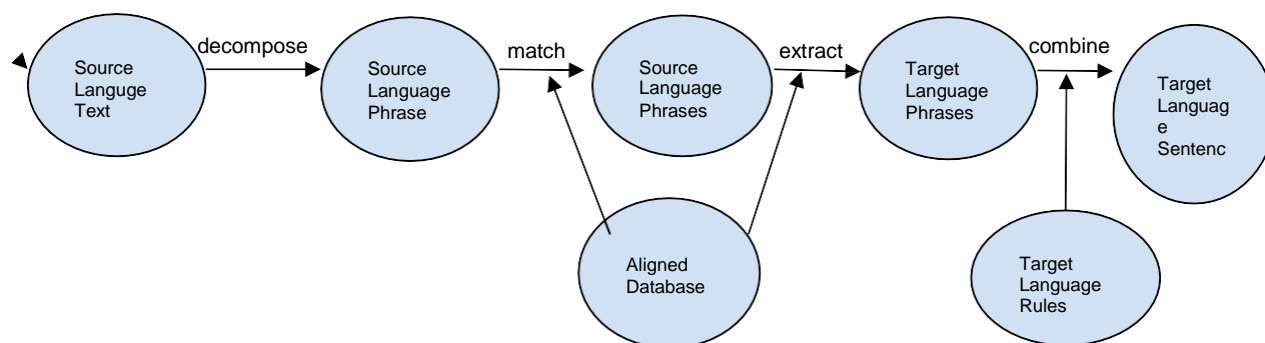 decompose
match
extract
combine
Source
Languge
Text
Source
Language
Phrase
Source
Language
Phrases
Target
Language
Phrases
Target
Languag
e
Sentenc
Aligned
Database
Target
Language
Rules